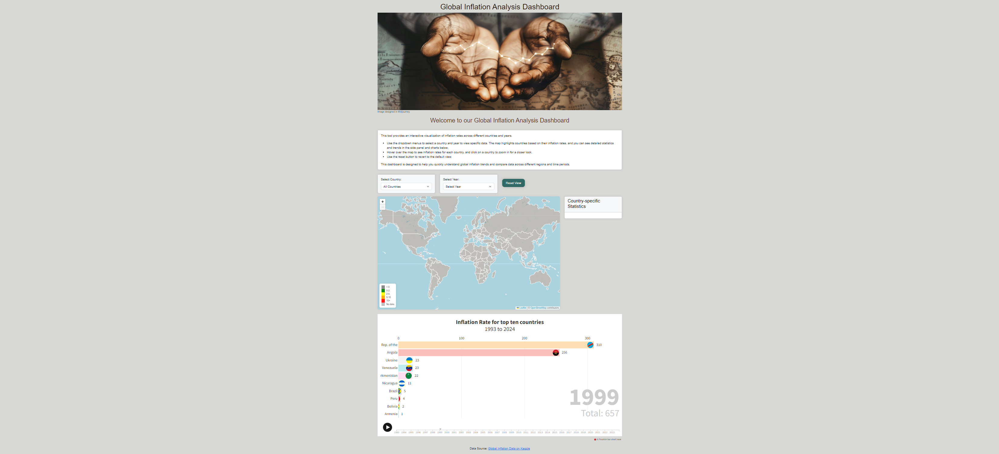 Global Inflation Analysis Dashboard
Image designed in Midjourney
Welcome to our Global Inflation Analysis Dashboard
This tool provides an interactive visualization of inflation rates across different countries and years.
• Use the dropdown menus to select a country and year to view specific data. The map highlights countries based on their inflation rates, and you can see detailed statistics
and trends in the side panel and charts below.
• Hover over the map to see inflation rates for each country, and click on a country to zoom in for a closer look.
• Use the reset button to revert to the default view.
This dashboard is designed to help you quickly understand global inflation trends and compare data across different regions and time periods.
Select Country:
All Countries
Select Year:
Select Year
Reset View
+
−
Country-specific
Statistics
< 0
0-2
2-5
5-10
10+
No data
Leaflet | © OpenStreetMap contributors
Inflation Rate for top ten countries
1993 to 2024
0 100 200 300
Rep. of the 310
Angola 256
Ukraine 23
Venezuela 23
rkmenistan 22
Nicaragua 11
Brazil 5
Peru 4
Bolivia 2
Armenia 1
1999
Total: 657
1993 1994 1995 1996 1997 1998 1999 2000 2001 2002 2003 2004 2005 2006 2007 2008 2009 2010 2011 2012 2013 2014 2015 2016 2017 2018 2019 2020 2021 2022 2023
A Flourish bar chart race
Data Source: Global Inflation Data on Kaggle